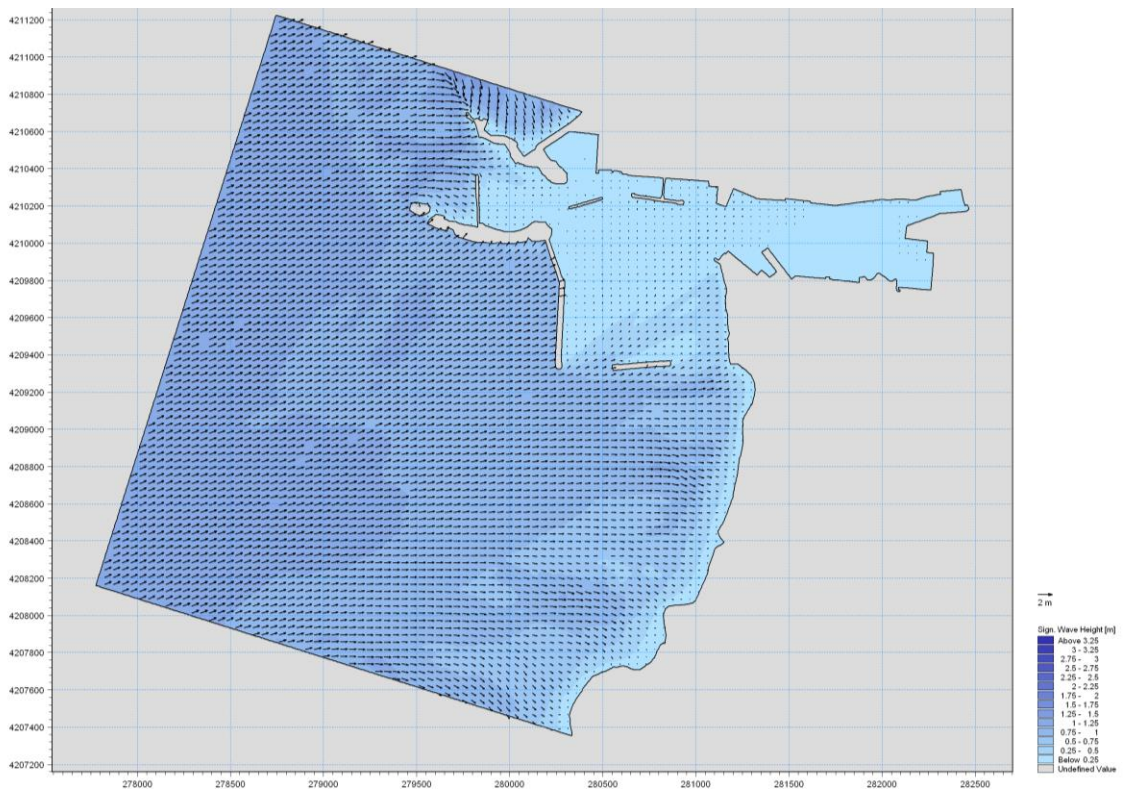 4211200
4211000
4210800
4210600
4210400
4210200
4210000
4209800
4209600
4209400
4209200
4209000
4208800
4208600
4208400
4208200
4208000
4207800
4207600
4207400
4207200
278000 278500 279000 279500 280000 280500 281000 281500 282000 282500
2 m
Sign. Wave Height [m]
Above 3.25
3 - 3.25
2.75 - 3
2.5 - 2.75
2.25 - 2.5
2 - 2.25
1.75 - 2
1.5 - 1.75
1.25 - 1.5
1 - 1.25
0.75 - 1
0.5 - 0.75
0.25 - 0.5
Below 0.25
Undefined Value